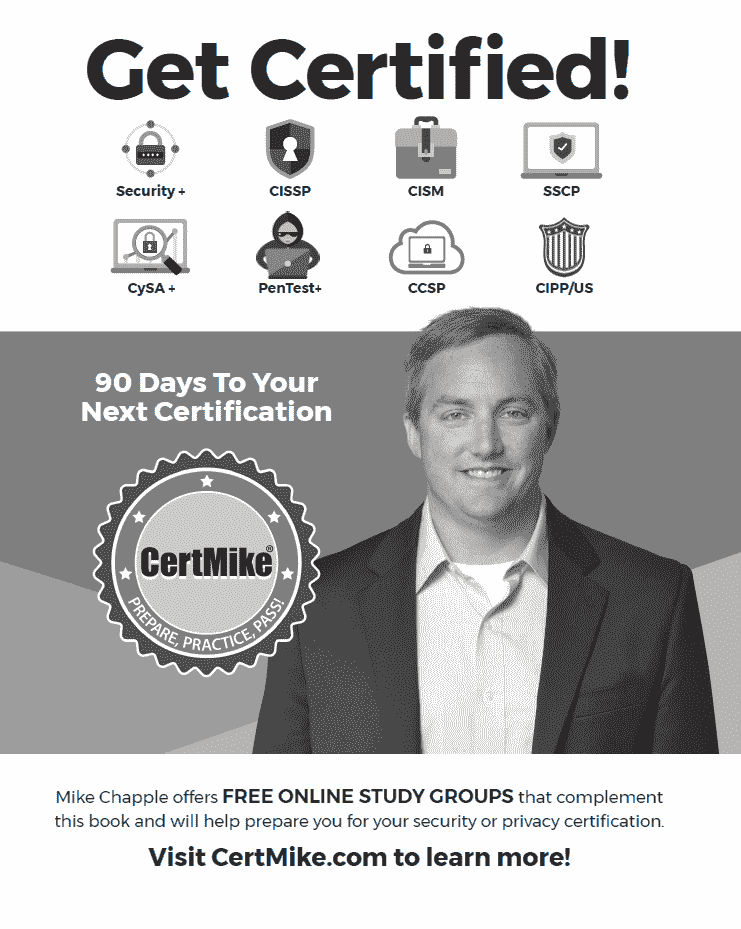 Get Certified!
Security +
CISSP
CISM
SSCP
CySA +
PenTest+
CCSP
CIPP/US
90 Days To Your
Next Certification
CertMike®
PREPARE, PRACTICE, PASS!
Mike Chapple offers FREE ONLINE STUDY GROUPS that complement
this book and will help prepare you for your security or privacy certification.
Visit CertMike.com to learn more!